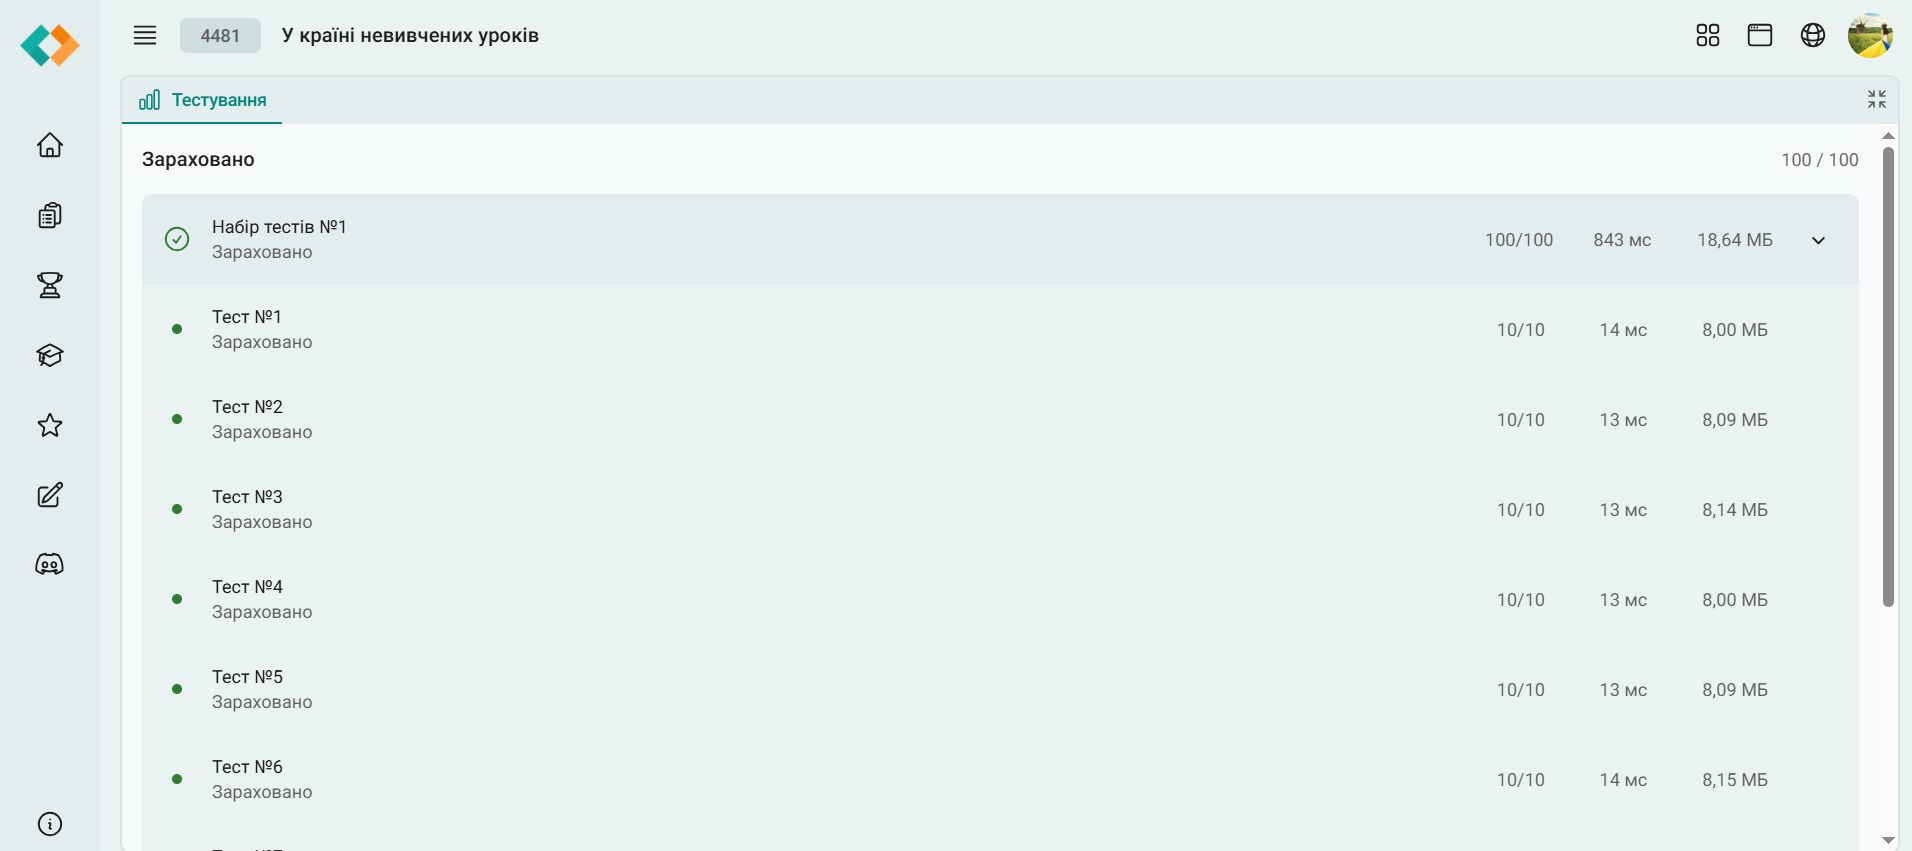 4481
У країні невивчених уроків
Тестування
Зараховано
100 / 100
Набір тестів №1
Зараховано
100/100
843 мс
18,64 МБ
Тест №1
Зараховано
10/10
14 мс
8,00 МБ
Тест №2
Зараховано
10/10
13 мс
8,09 МБ
Тест №3
Зараховано
10/10
13 мс
8,14 МБ
Тест №4
Зараховано
10/10
13 мс
8,00 МБ
Тест №5
Зараховано
10/10
13 мс
8,09 МБ
Тест №6
Зараховано
10/10
14 мс
8,15 МБ